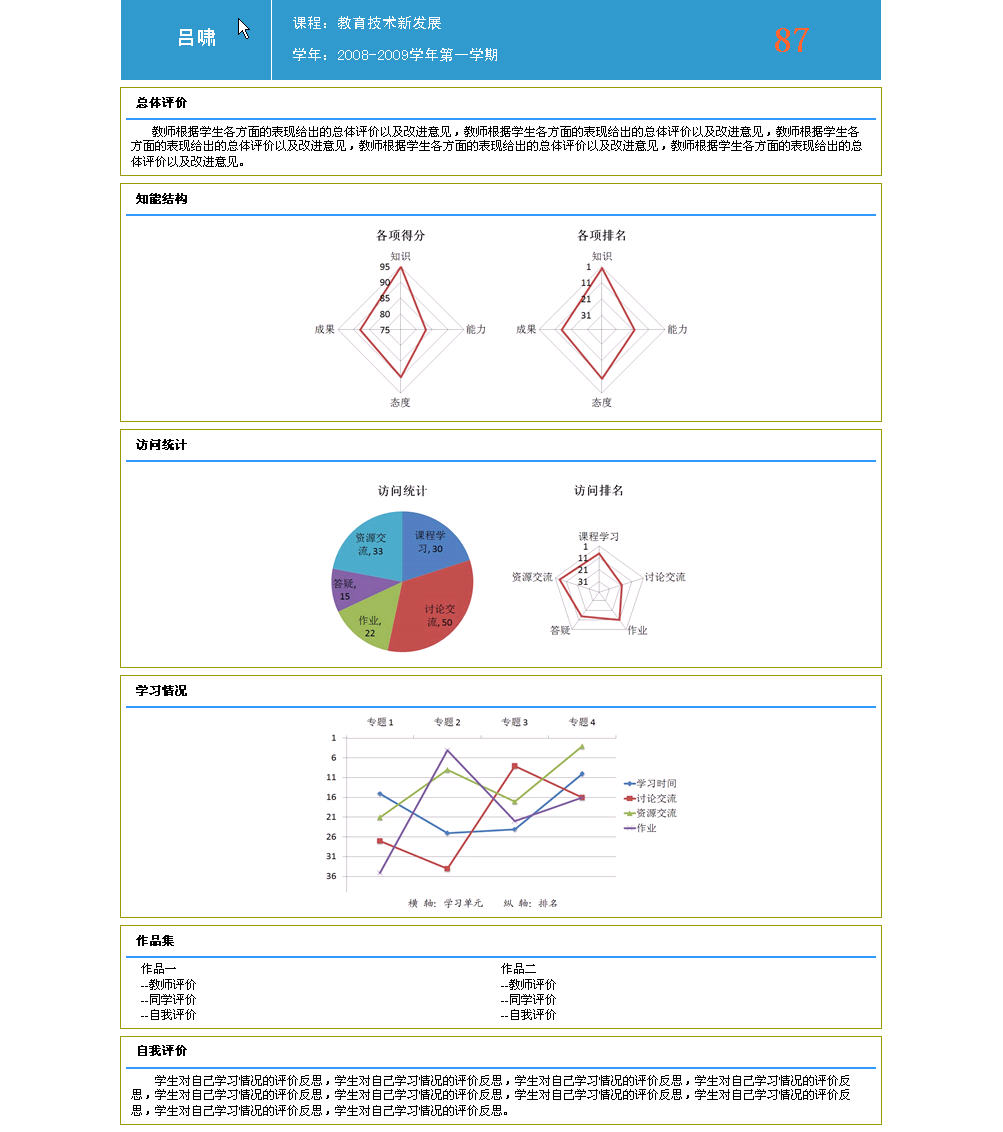 吕啸
课程：教育技术新发展
学年：2008-2009学年第一学期
87
总体评价
教师根据学生各方面的表现给出的总体评价以及改进意见，教师根据学生各方面的表现给出的总体评价以及改进意见，教师根据学生各
方面的表现给出的总体评价以及改进意见，教师根据学生各方面的表现给出的总体评价以及改进意见，教师根据学生各方面的表现给出的总
体评价以及改进意见。
知能结构
各项得分
知识
95
90
85
80
75
成果
能力
态度
各项排名
知识
1
11
21
31
成果
能力
态度
访问统计
访问统计
资源交
流, 33
课程学
习, 30
答疑,
15
作业,
22
讨论交
流, 50
访问排名
课程学习
1
11
21
31
资源交流
讨论交流
答疑
作业
学习情况
专题 1 专题 2 专题 3 专题 4
1
6
11
16
21
26
31
36
学习时间
讨论交流
资源交流
作业
横 轴: 学习单元 纵 轴: 排名
作品集
作品一
--教师评价
--同学评价
--自我评价
作品二
--教师评价
--同学评价
--自我评价
自我评价
学生对自己学习情况的评价反思，学生对自己学习情况的评价反思，学生对自己学习情况的评价反思，学生对自己学习情况的评价反
思，学生对自己学习情况的评价反思，学生对自己学习情况的评价反思，学生对自己学习情况的评价反思，学生对自己学习情况的评价反
思，学生对自己学习情况的评价反思，学生对自己学习情况的评价反思。